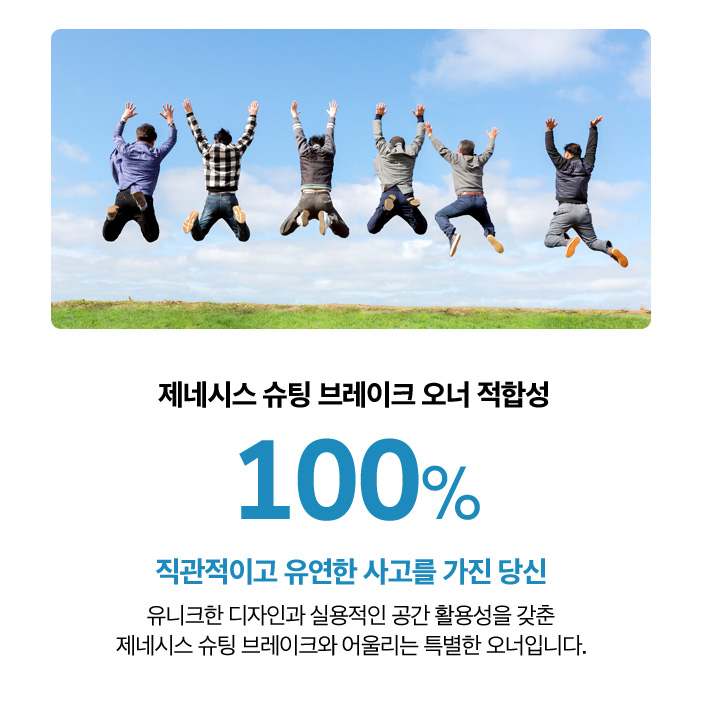 제네시스 슈팅 브레이크 오너 적합성
100%
직관적이고 유연한 사고를 가진 당신
유니크한 디자인과 실용적인 공간 활용성을 갖춘
제네시스 슈팅 브레이크와 어울리는 특별한 오너입니다.